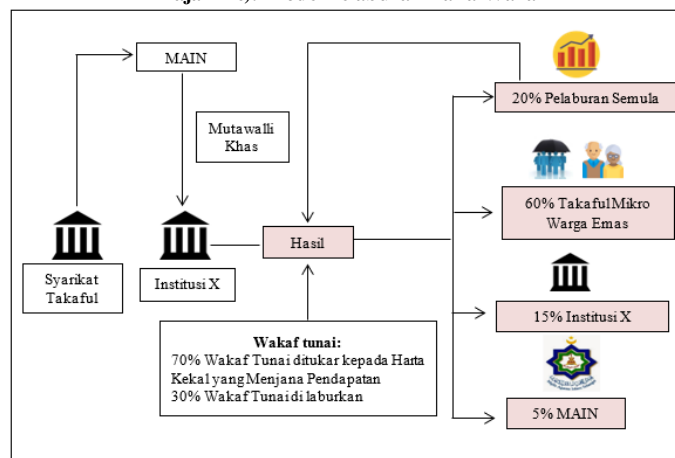 MAIN
20% Pelaburan Semula
Mutawalli
Khas
60% Takaful Mikro
Warga Emas
Hasil
Syarikat
Takaful
Institusi X
15% Institusi X
Wakaf tunai:
70% Wakaf Tunai ditukar kepada Harta
Kekal yang Menjana Pendapatan
30% Wakaf Tunai di laburkan
5% MAIN